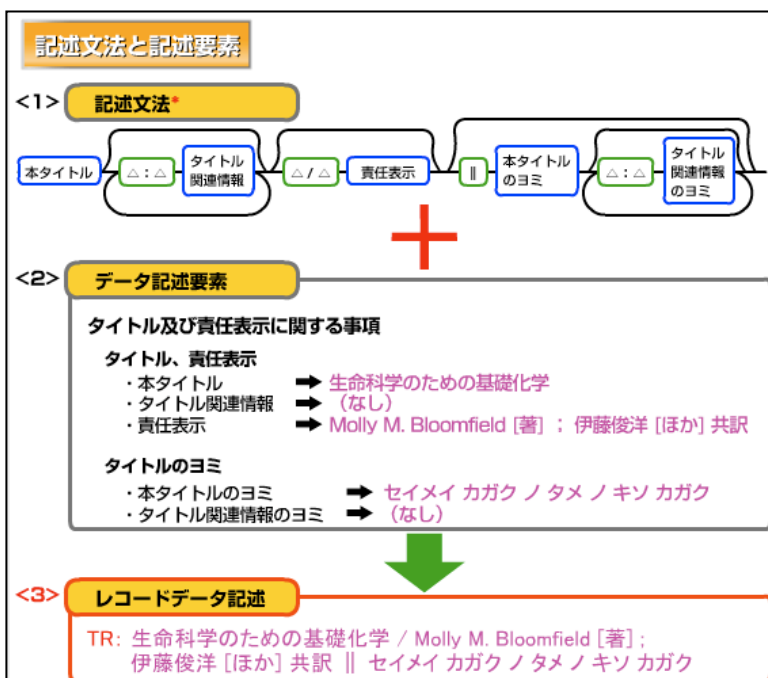 記述文法と記述要素
<1> 記述文法*
本タイトル △：△ タイトル関連情報 △ / △ 責任表示 || 本タイトルのヨミ △：△ タイトル関連情報のヨミ
+
<2> データ記述要素
タイトル及び責任表示に関する事項
タイトル、責任表示
・本タイトル ➡ 生命科学のための基礎化学
・タイトル関連情報 ➡ （なし）
・責任表示 ➡ Molly M. Bloomfield [著] ； 伊藤俊洋 [ほか] 共訳
タイトルのヨミ
・本タイトルのヨミ ➡ セイメイ カガク ノ タメ ノ キソ カガク
・タイトル関連情報のヨミ ➡ （なし）
<3> レコードデータ記述
TR: 生命科学のための基礎化学 / Molly M. Bloomfield [著] ;
伊藤俊洋 [ほか] 共訳 || セイメイ カガク ノ タメ ノ キソ カガク